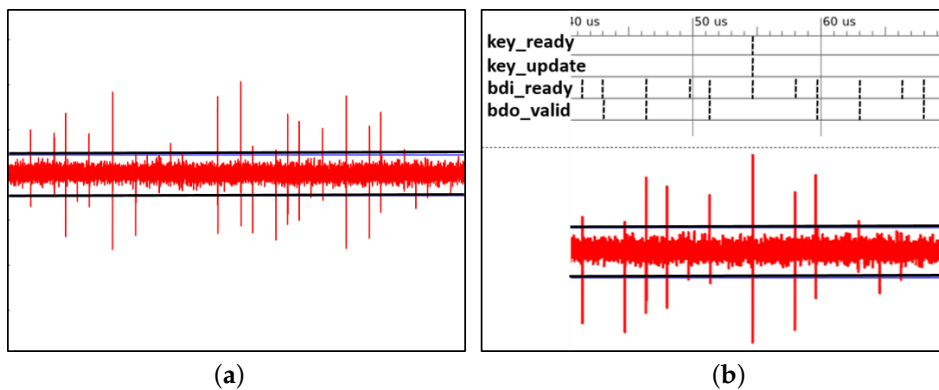 40 us 50 us 60 us
key_ready
key_update
bdi_ready
bdo_valid
(a) (b)